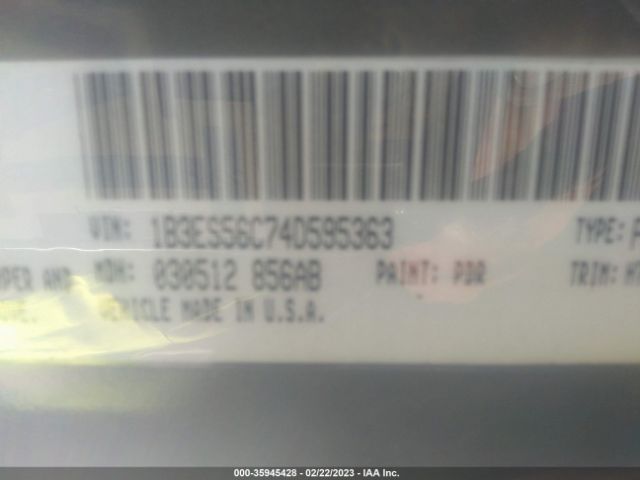 VIN: 1B3ES56C74D595363 TYPE:
MDH: 030512 856AB PAINT: PDR TRIM:
VEHICLE MADE IN U.S.A.
000-35945428 - 02/22/2023 - IAA Inc.